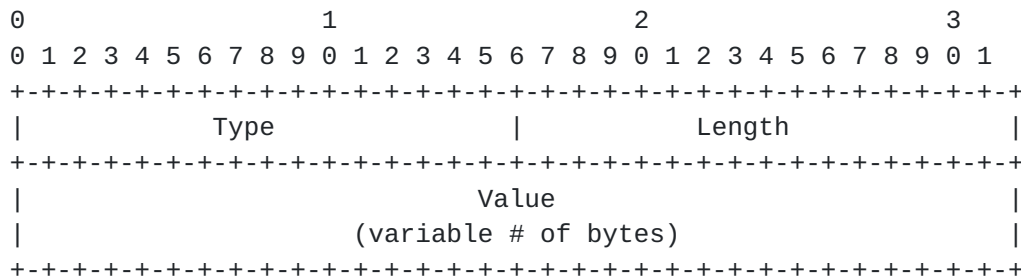 0                   1                   2                   3
0 1 2 3 4 5 6 7 8 9 0 1 2 3 4 5 6 7 8 9 0 1 2 3 4 5 6 7 8 9 0 1
+-+-+-+-+-+-+-+-+-+-+-+-+-+-+-+-+-+-+-+-+-+-+-+-+-+-+-+-+-+-+-+-+
|            Type               |           Length              |
+-+-+-+-+-+-+-+-+-+-+-+-+-+-+-+-+-+-+-+-+-+-+-+-+-+-+-+-+-+-+-+-+
|                             Value                             |
|                     (variable # of bytes)                     |
+-+-+-+-+-+-+-+-+-+-+-+-+-+-+-+-+-+-+-+-+-+-+-+-+-+-+-+-+-+-+-+-+